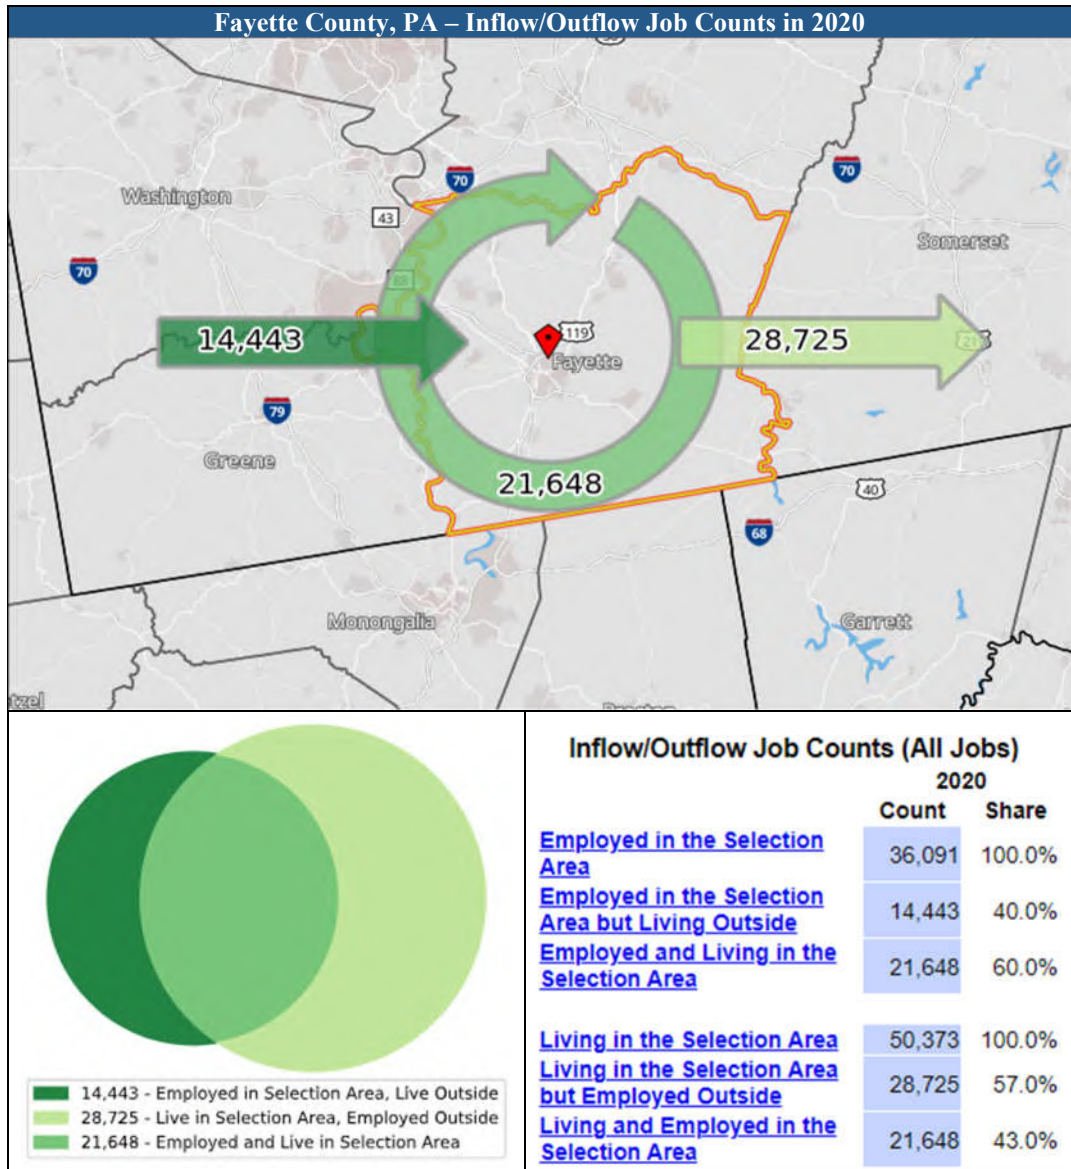 Fayette County, PA – Inflow/Outflow Job Counts in 2020
70
70
Washington
43
Somerset
70
88
14,443
119
28,725
Fayette
79
Greene
21,648
40
68
Monongalia
Garrett
Inflow/Outflow Job Counts (All Jobs)
2020
Count Share
Employed in the Selection
Area 36,091 100.0%
Employed in the Selection
Area but Living Outside 14,443 40.0%
Employed and Living in the
Selection Area 21,648 60.0%
Living in the Selection Area 50,373 100.0%
Living in the Selection Area
but Employed Outside 28,725 57.0%
Living and Employed in the
Selection Area 21,648 43.0%
14,443 - Employed in Selection Area, Live Outside
28,725 - Live in Selection Area, Employed Outside
21,648 - Employed and Live in Selection Area